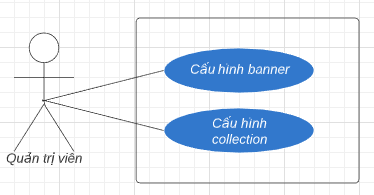 Cấu hình banner
Cấu hình
collection
Quản trị viên